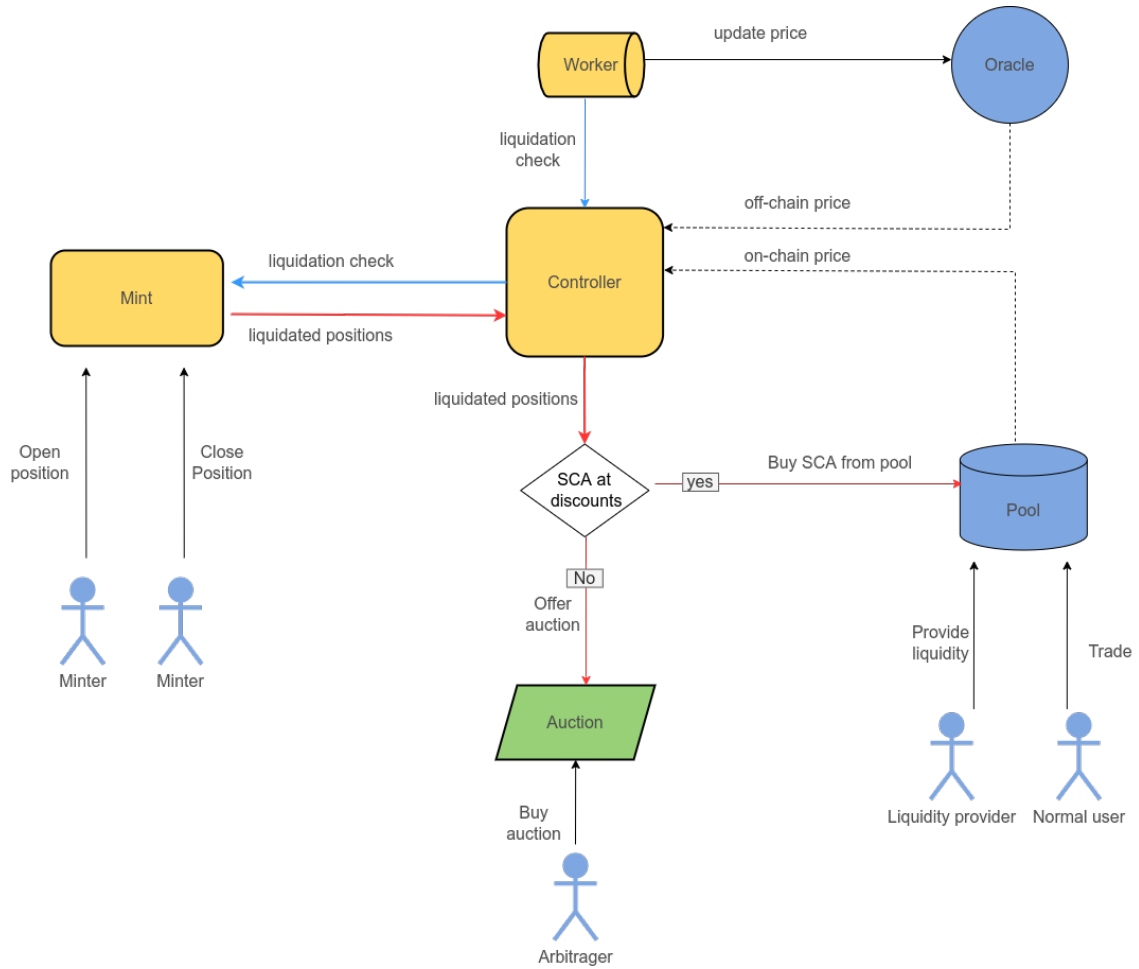 update price
Worker
Oracle
liquidation
check
off-chain price
on-chain price
liquidation check
Controller
Mint
liquidated positions
liquidated positions
Open
position
Close
Position
SCA at
discounts
yes
Buy SCA from pool
Pool
No
Offer
auction
Provide
liquidity
Trade
Minter
Minter
Auction
Buy
auction
Liquidity provider
Normal user
Arbitrager